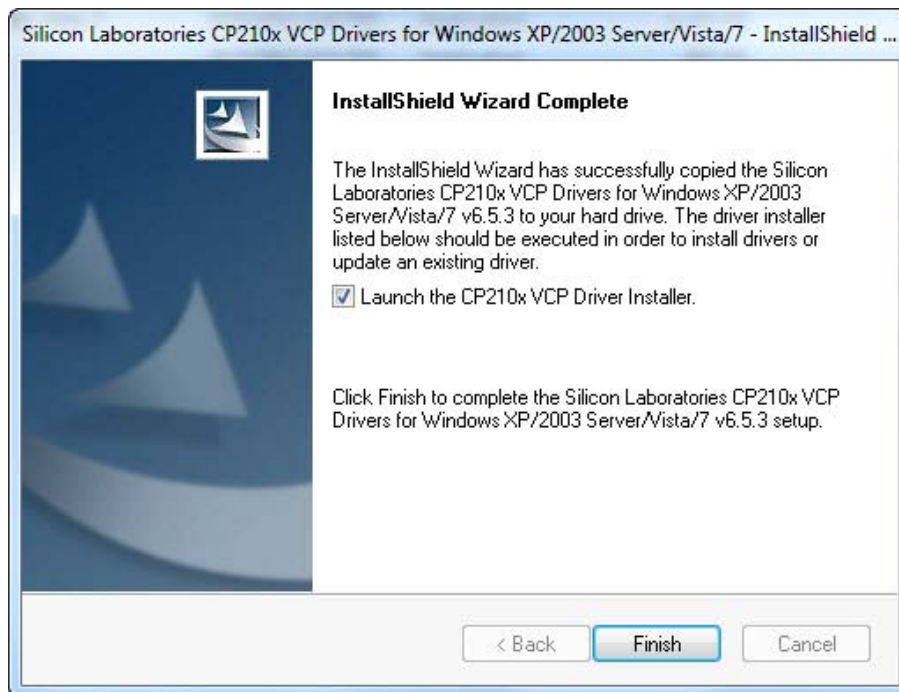 Silicon Laboratories CP210x VCP Drivers for Windows XP/2003 Server/Vista/7 - InstallShield ...
InstallShield Wizard Complete
The InstallShield Wizard has successfully copied the Silicon
Laboratories CP210x VCP Drivers for Windows XP/2003
Server/Vista/7 v6.5.3 to your hard drive. The driver installer
listed below should be executed in order to install drivers or
update an existing driver.
Launch the CP210x VCP Driver Installer.
Click Finish to complete the Silicon Laboratories CP210x VCP
Drivers for Windows XP/2003 Server/Vista/7 v6.5.3 setup.
< Back Finish Cancel